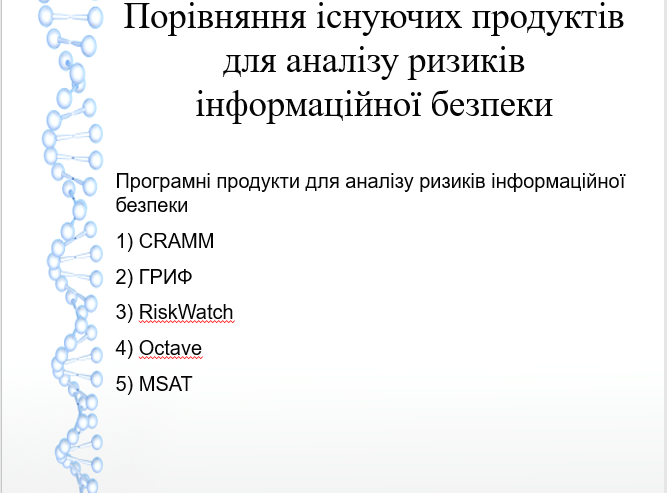 Порівняння існуючих продуктів
для аналізу ризиків
інформаційної безпеки
Програмні продукти для аналізу ризиків інформаційної
безпеки
1) CRAMM
2) ГРИФ
3) RiskWatch
4) Octave
5) MSAT